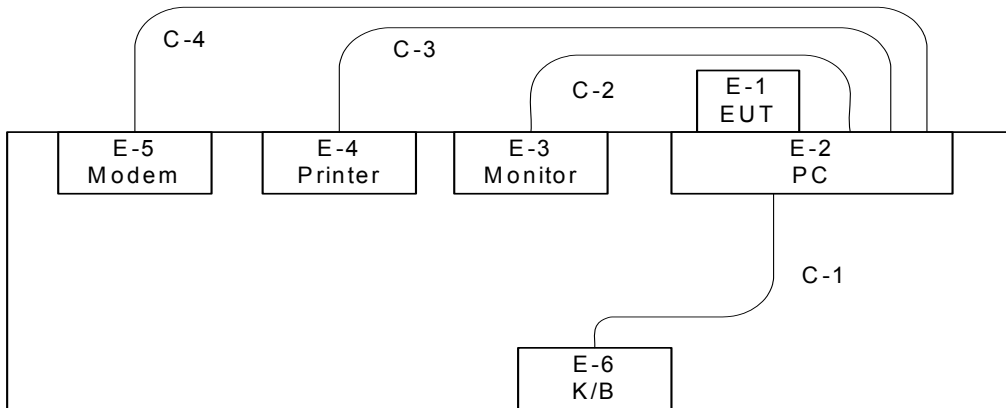 C-4
C-3
C-2
E-1
EUT
E-5
Modem
E-4
Printer
E-3
Monitor
E-2
PC
C-1
E-6
K/B